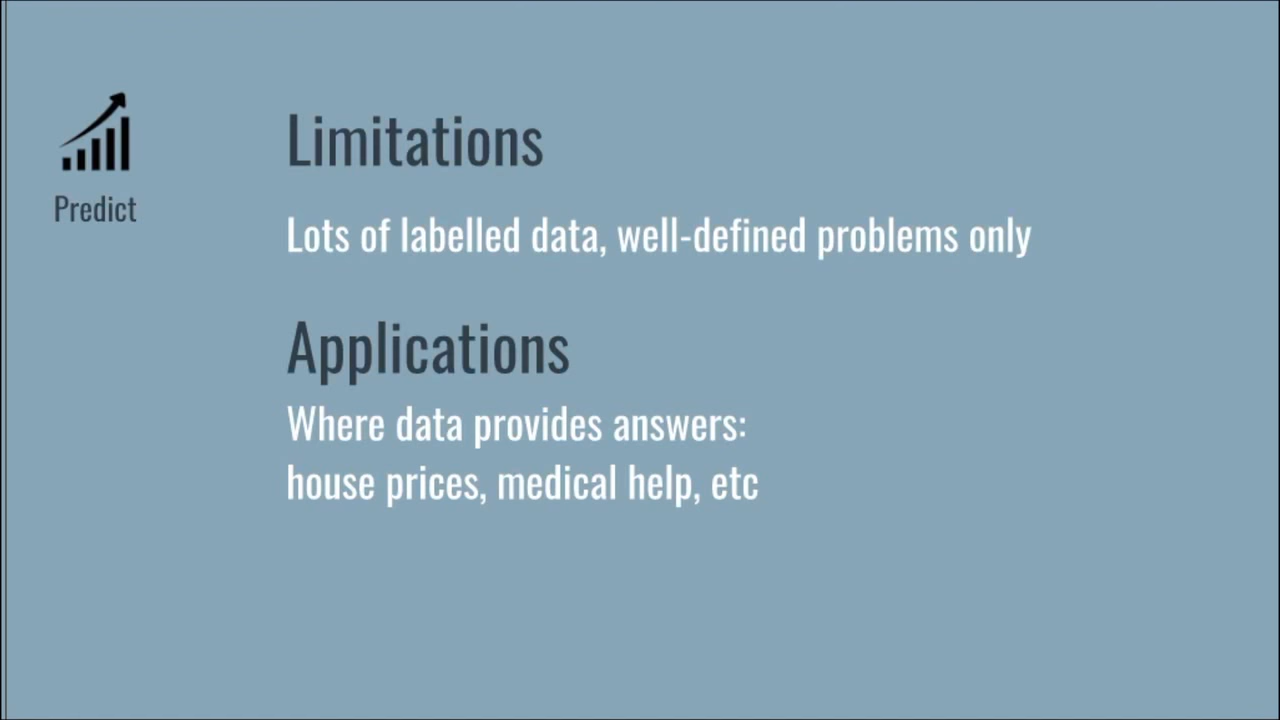 Predict
Limitations
Lots of labelled data, well-defined problems only
Applications
Where data provides answers:
house prices, medical help, etc